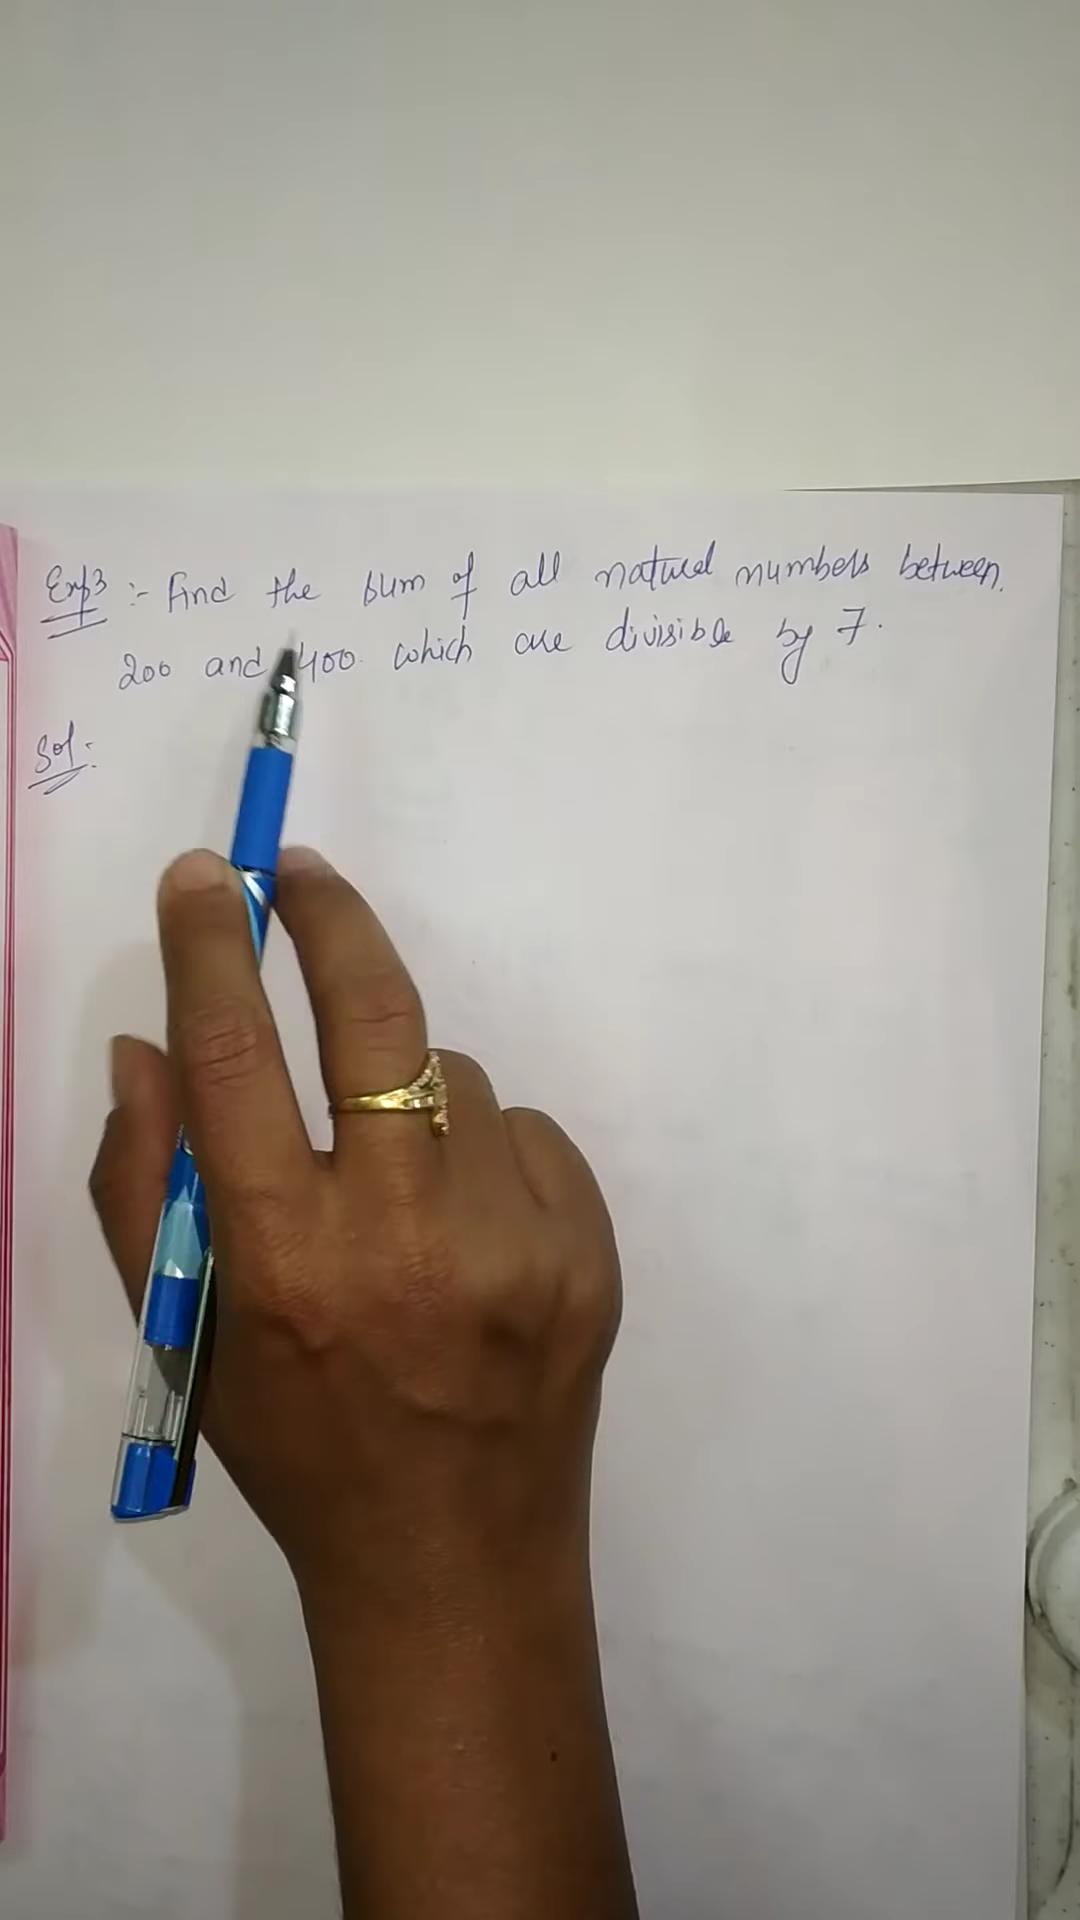 Exp3 :- Find the sum of all natural numbers between
200 and 400 which are divisible by 7.
Sol: